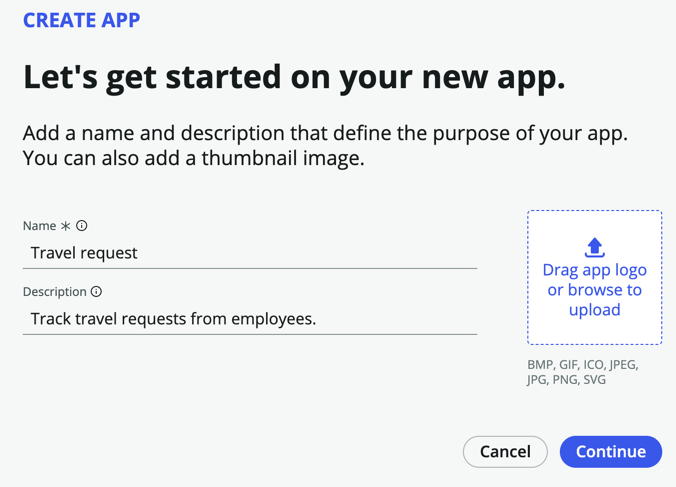 CREATE APP
Let's get started on your new app.
Add a name and description that define the purpose of your app.
You can also add a thumbnail image.
Name *
Travel request
Description
Track travel requests from employees.
Drag app logo
or browse to
upload
BMP, GIF, ICO, JPEG,
JPG, PNG, SVG
Cancel
Continue